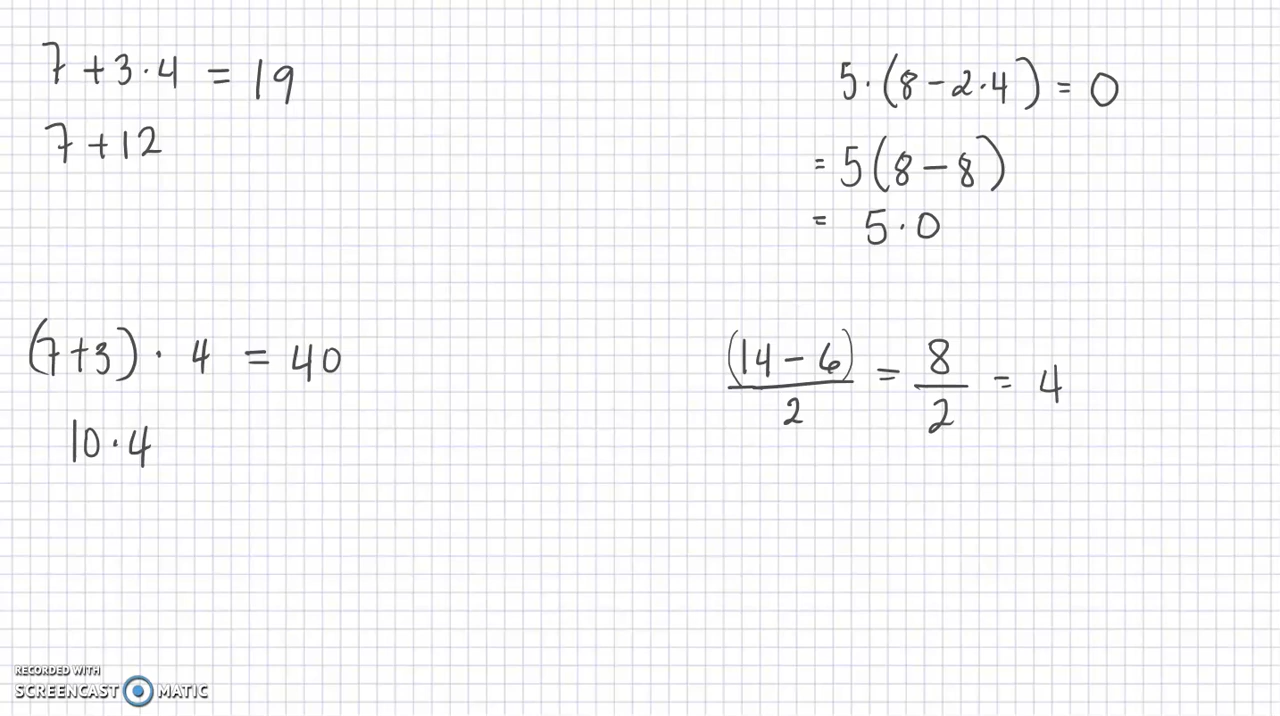 7 + 3 · 4 = 19
7 + 12
(7 + 3) · 4 = 40
10 · 4
5 · (8 - 2 · 4) = 0
= 5 (8 - 8)
= 5 · 0
(14 - 6) / 2 = 8 / 2 = 4
RECORDED WITH
SCREENCAST MATIC